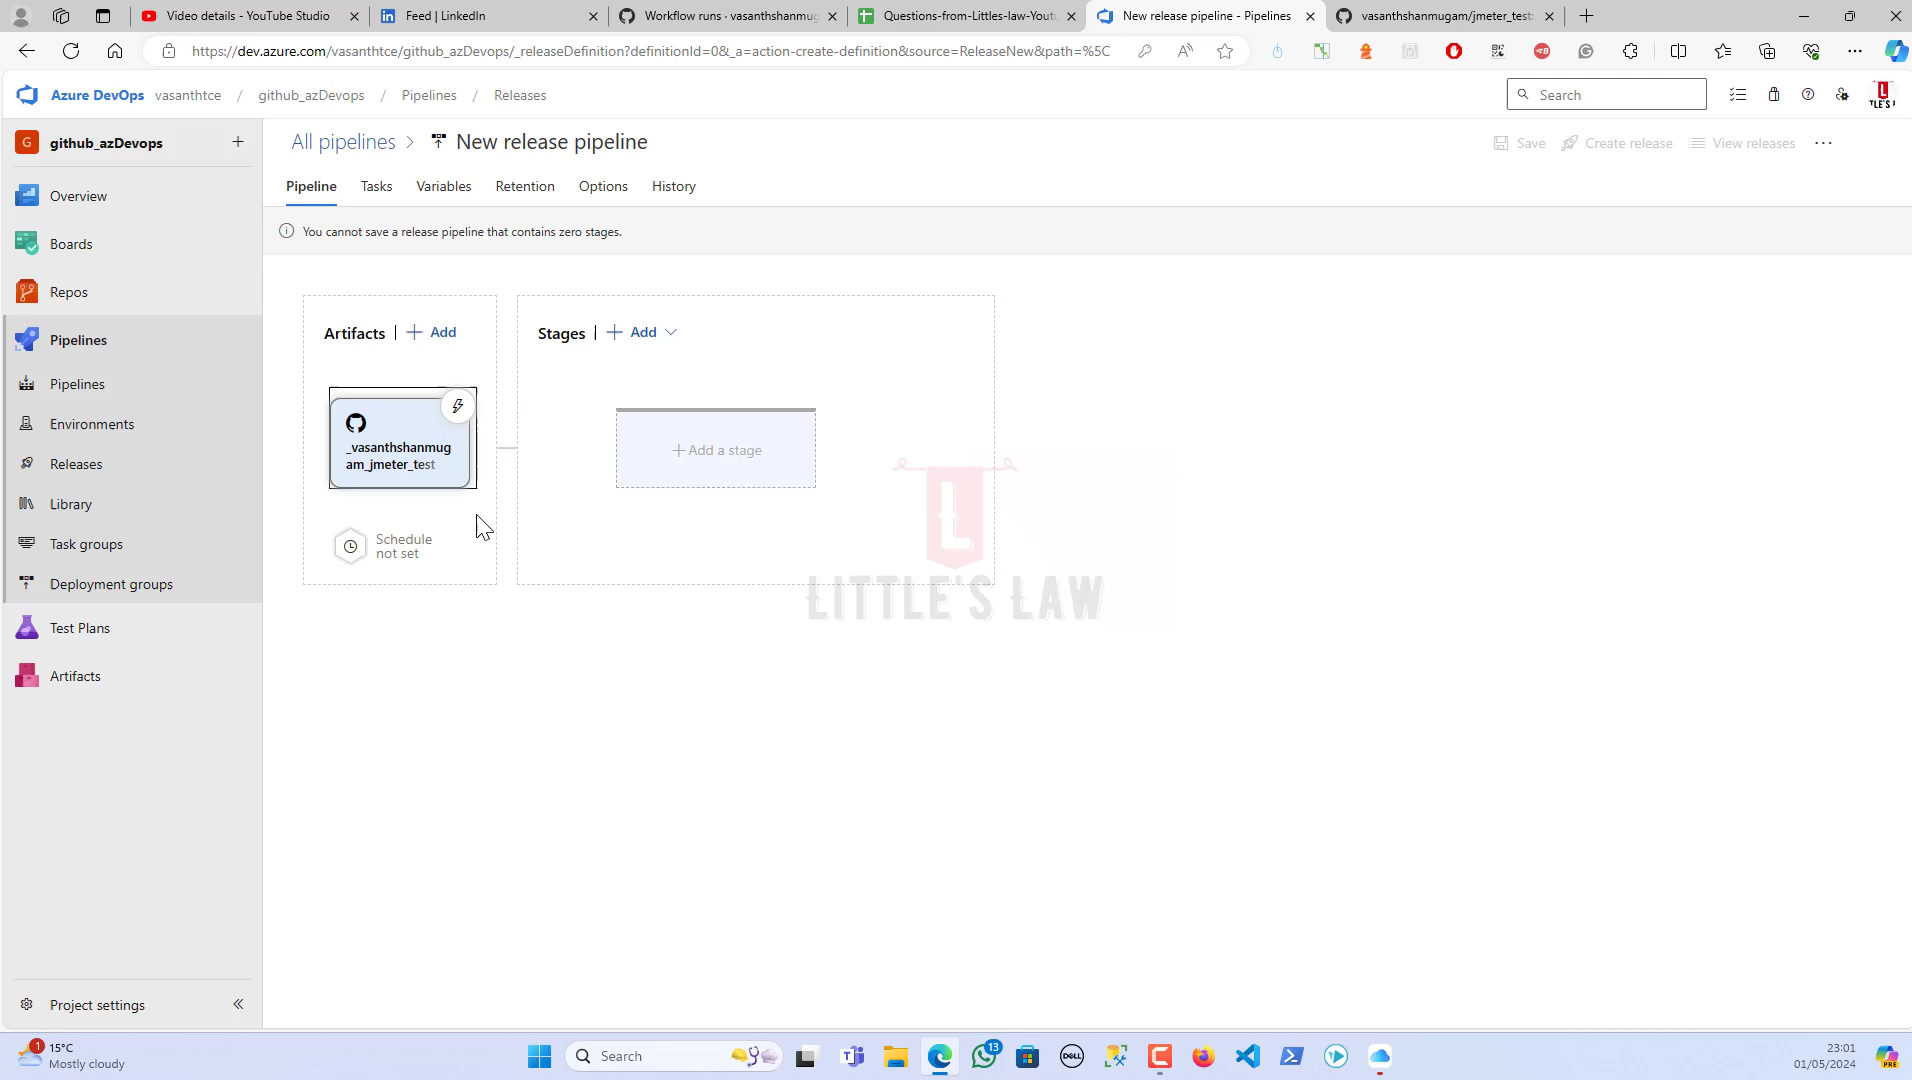 Video details - YouTube Studio
Feed | LinkedIn
Workflow runs · vasanthshanmug
Questions-from-Littles-law-Yout
New release pipeline - Pipelines
vasanthshanmugam/jmeter_test
https://dev.azure.com/vasanthtce/github_azDevops/_releaseDefinition?definitionId=0&_a=action-create-definition&source=ReleaseNew&path=%5C
Azure DevOps vasanthtce / github_azDevops / Pipelines / Releases
Search
G github_azDevops
Overview
Boards
Repos
Pipelines
Pipelines
Environments
Releases
Library
Task groups
Deployment groups
Test Plans
Artifacts
Project settings
All pipelines > New release pipeline
Save Create release View releases
Pipeline Tasks Variables Retention Options History
You cannot save a release pipeline that contains zero stages.
Artifacts | + Add
Stages | + Add
_vasanthshanmug
am_jmeter_test
Schedule
not set
+ Add a stage
L
LITTLE'S LAW
1
15°C
Mostly cloudy
Search
13
DELL
23:01
01/05/2024
PRE